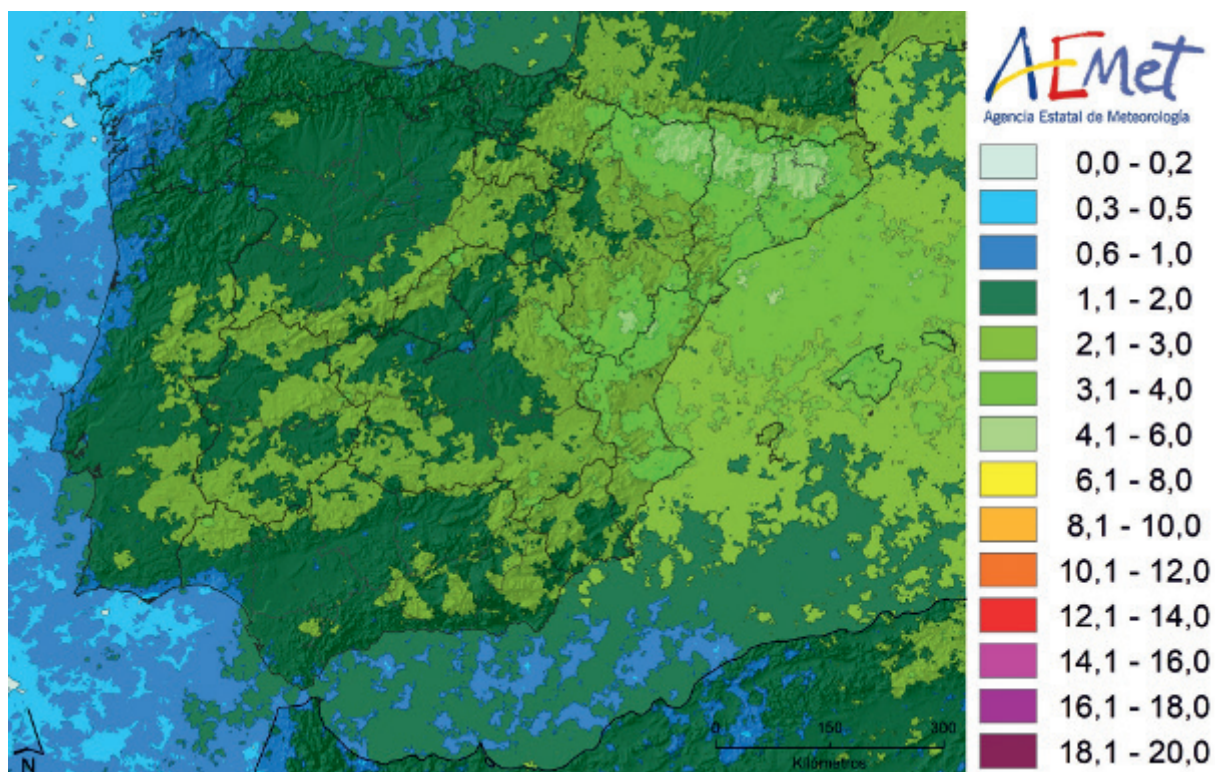 AEMet
Agencia Estatal de Meteorología
0,0 - 0,2
0,3 - 0,5
0,6 - 1,0
1,1 - 2,0
2,1 - 3,0
3,1 - 4,0
4,1 - 6,0
6,1 - 8,0
8,1 - 10,0
10,1 - 12,0
12,1 - 14,0
14,1 - 16,0
16,1 - 18,0
18,1 - 20,0
0 150 300
Kilómetros
N